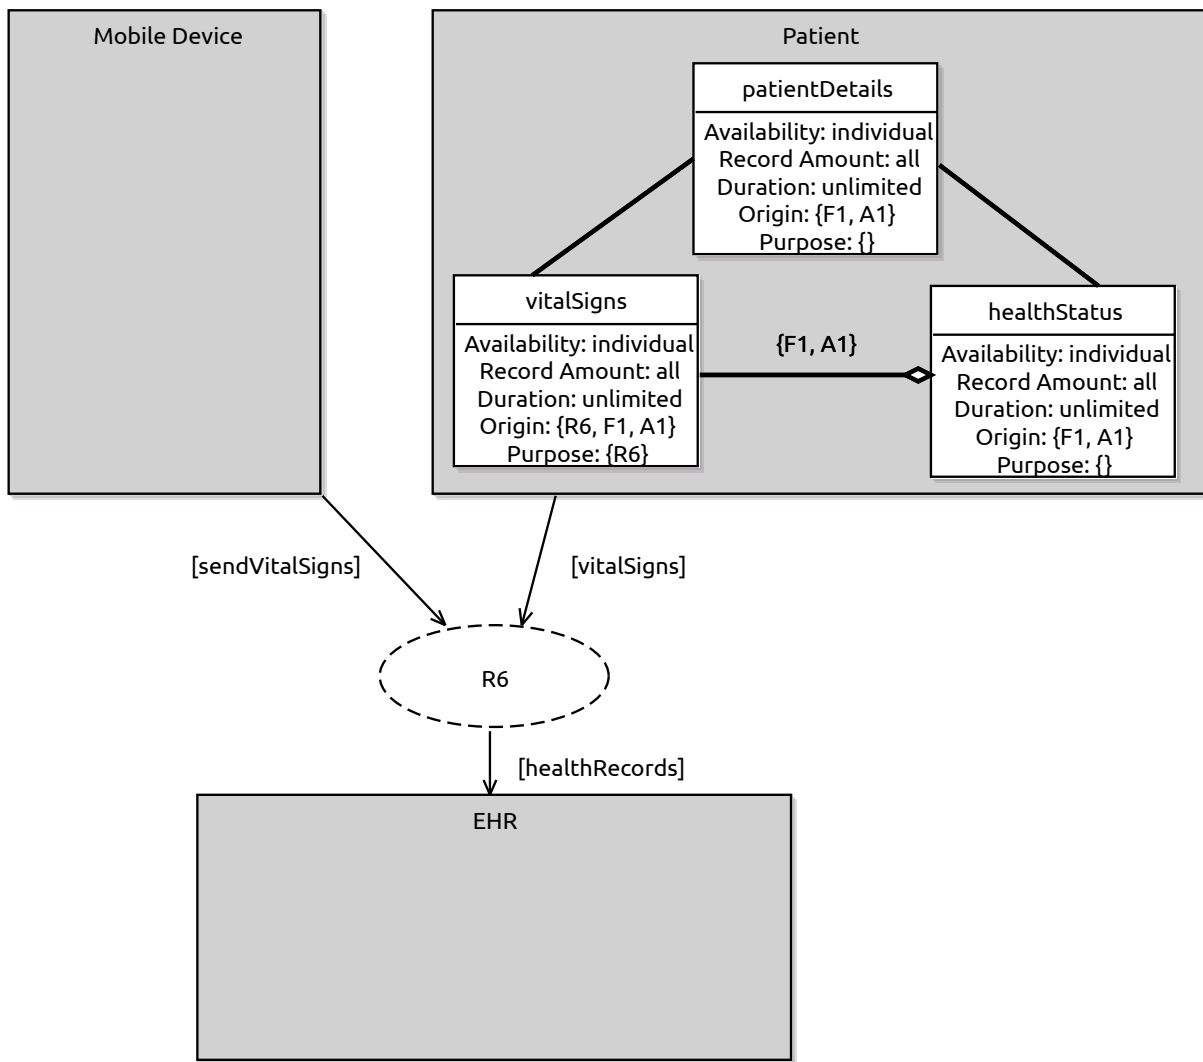 Mobile Device
Patient
patientDetails
Availability: individual
Record Amount: all
Duration: unlimited
Origin: {F1, A1}
Purpose: {}
vitalSigns
Availability: individual
Record Amount: all
Duration: unlimited
Origin: {R6, F1, A1}
Purpose: {R6}
{F1, A1}
healthStatus
Availability: individual
Record Amount: all
Duration: unlimited
Origin: {F1, A1}
Purpose: {}
[sendVitalSigns]
[vitalSigns]
R6
[healthRecords]
EHR